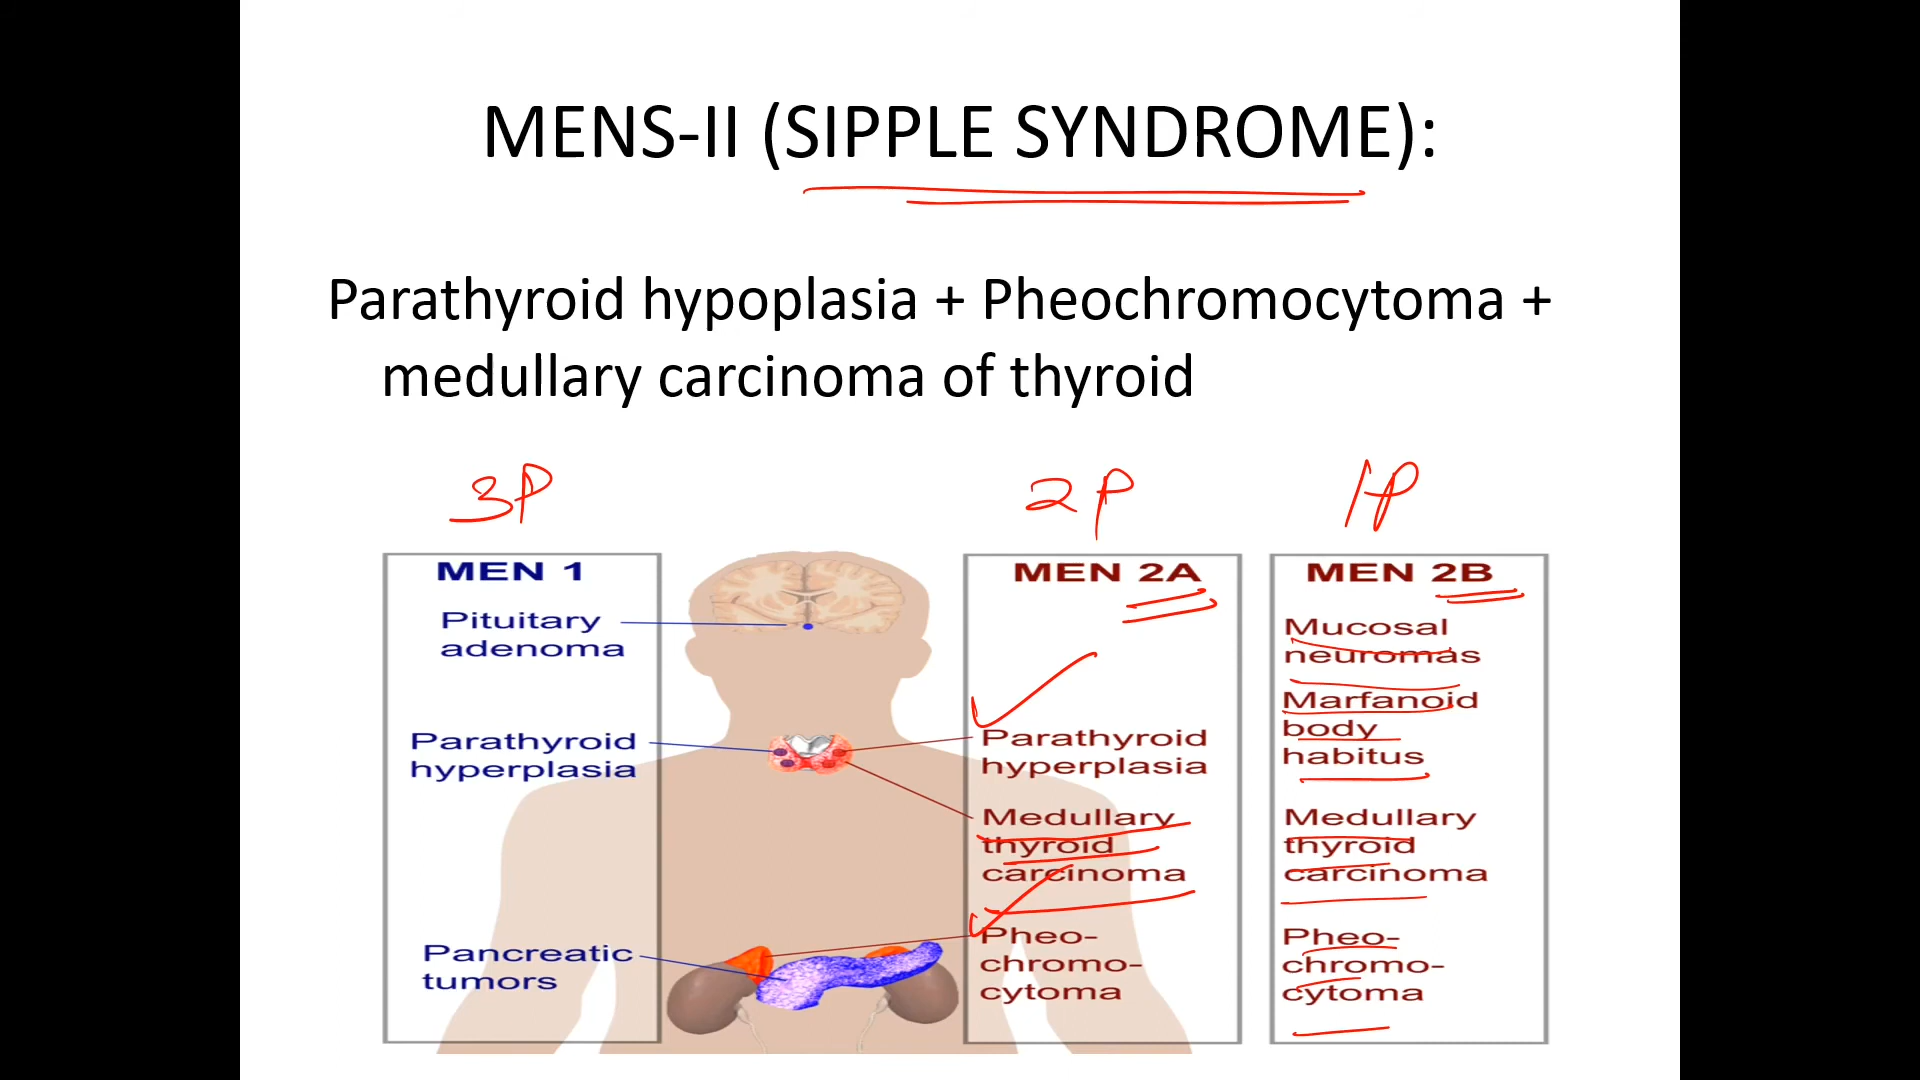 MENS-II (SIPPLE SYNDROME):
Parathyroid hypoplasia + Pheochromocytoma +
medullary carcinoma of thyroid
3P
2P
1P
MEN 1
Pituitary
adenoma
Parathyroid
hyperplasia
Pancreatic
tumors
MEN 2A
Parathyroid
hyperplasia
Medullary
thyroid
carcinoma
Pheo-
chromo-
cytoma
MEN 2B
Mucosal
neuromas
Marfanoid
body
habitus
Medullary
thyroid
carcinoma
Pheo-
chromo-
cytoma